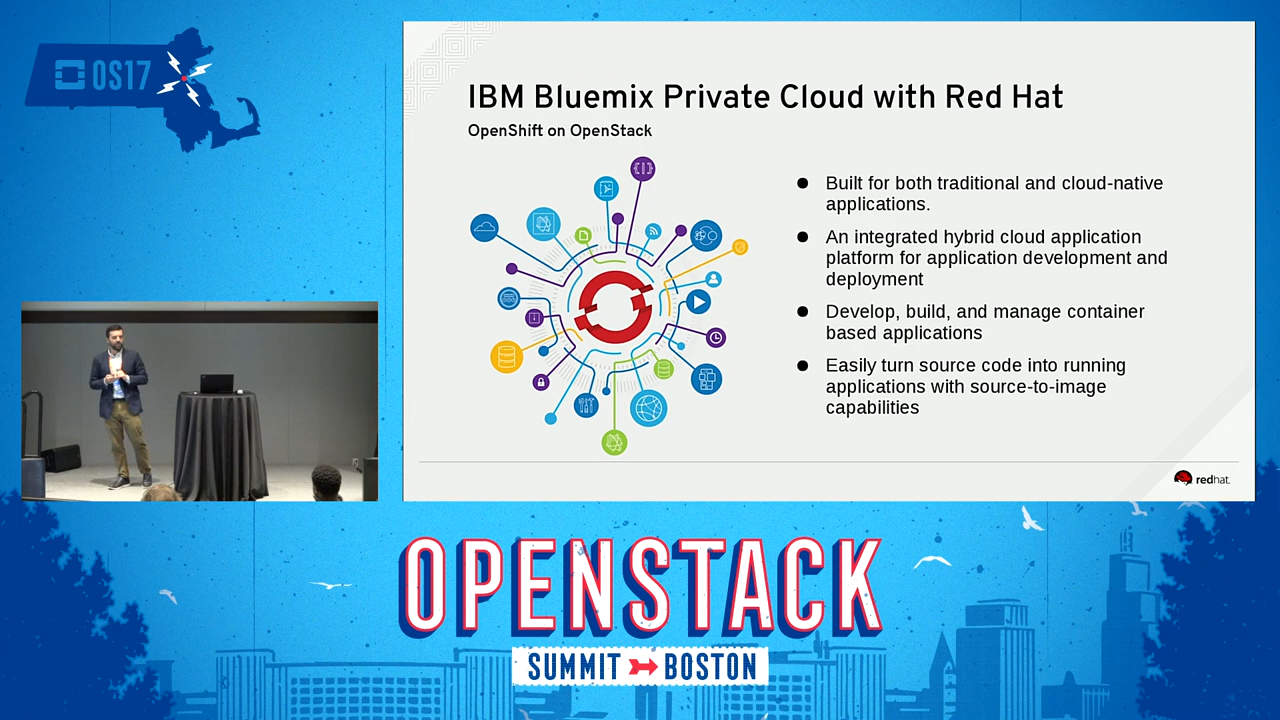 OS17
IBM Bluemix Private Cloud with Red Hat
OpenShift on OpenStack
Built for both traditional and cloud-native
applications.
An integrated hybrid cloud application
platform for application development and
deployment
Develop, build, and manage container
based applications
Easily turn source code into running
applications with source-to-image
capabilities
redhat.
OPENSTACK
SUMMIT BOSTON